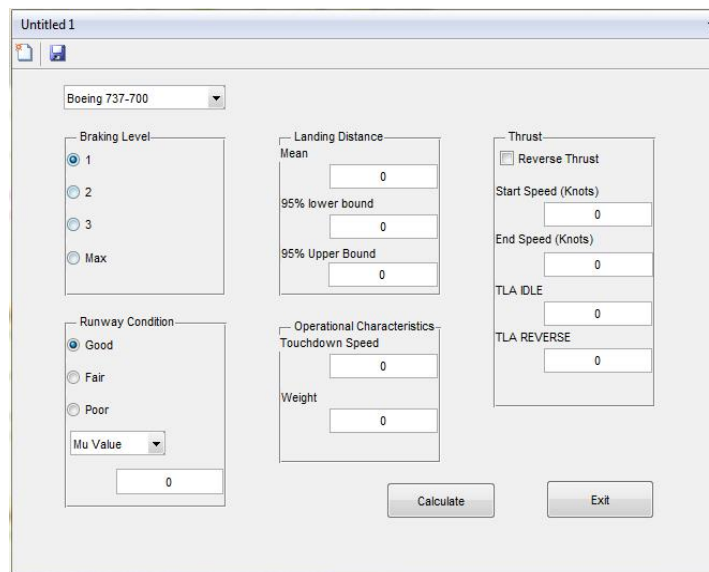 Untitled 1
Boeing 737-700
Braking Level
1
2
3
Max
Runway Condition
Good
Fair
Poor
Mu Value
0
Landing Distance
Mean
0
95% lower bound
0
95% Upper Bound
0
Operational Characteristics
Touchdown Speed
0
Weight
0
Thrust
Reverse Thrust
Start Speed (Knots)
0
End Speed (Knots)
0
TLA IDLE
0
TLA REVERSE
0
Calculate
Exit